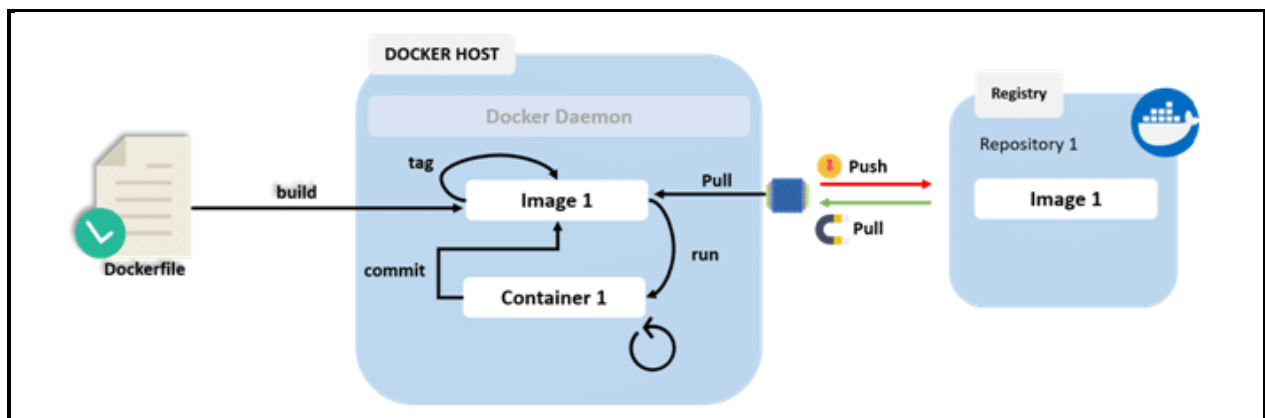 DOCKER HOST
Docker Daemon
tag
Image 1
build
Dockerfile
commit
run
Container 1
Pull
Push
Pull
Registry
Repository 1
Image 1